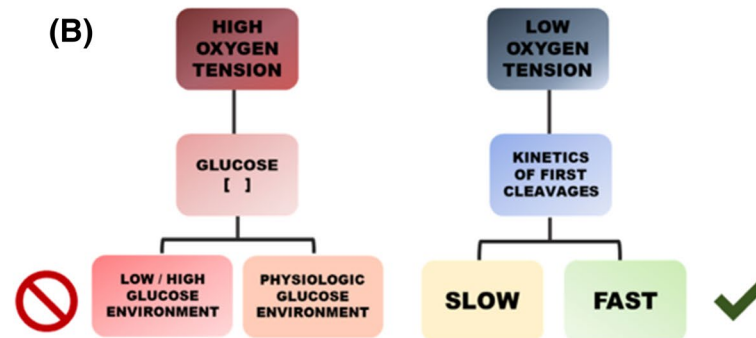 (B)
HIGH
OXYGEN
TENSION
LOW
OXYGEN
TENSION
GLUCOSE
[ ]
KINETICS
OF FIRST
CLEAVAGES
LOW / HIGH
GLUCOSE
ENVIRONMENT
PHYSIOLOGIC
GLUCOSE
ENVIRONMENT
SLOW
FAST